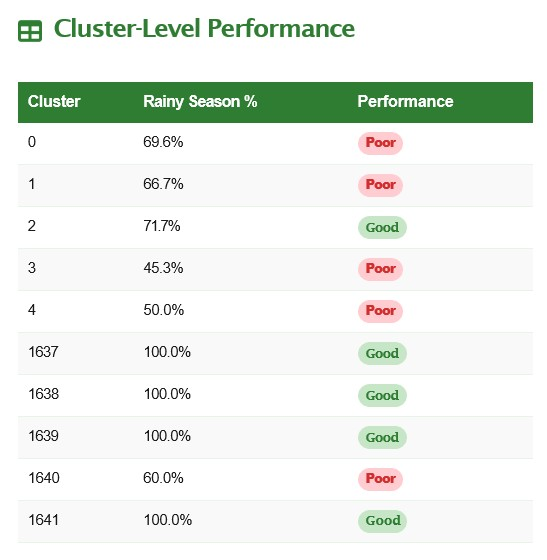 Cluster-Level Performance
Cluster Rainy Season % Performance
0 69.6% Poor
1 66.7% Poor
2 71.7% Good
3 45.3% Poor
4 50.0% Poor
1637 100.0% Good
1638 100.0% Good
1639 100.0% Good
1640 60.0% Poor
1641 100.0% Good